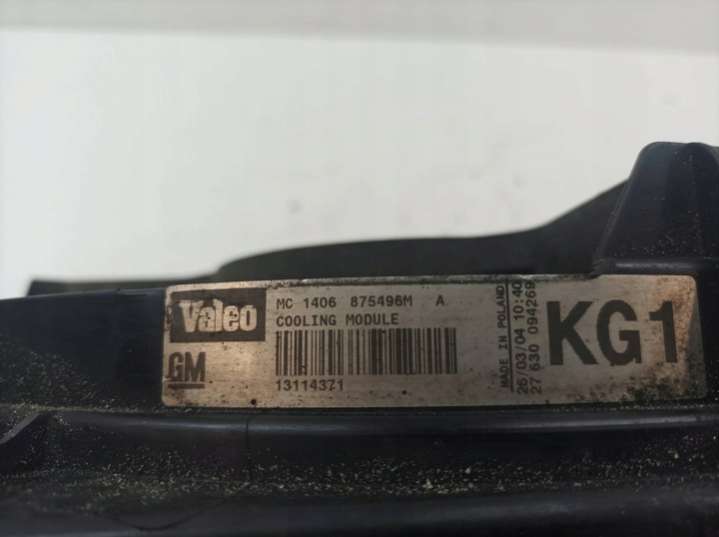 Valeo
MC 1406 875496M A
COOLING MODULE
GM
13114371
MADE IN POLAND
26/03/04 10:40
27 630 094269
KG1